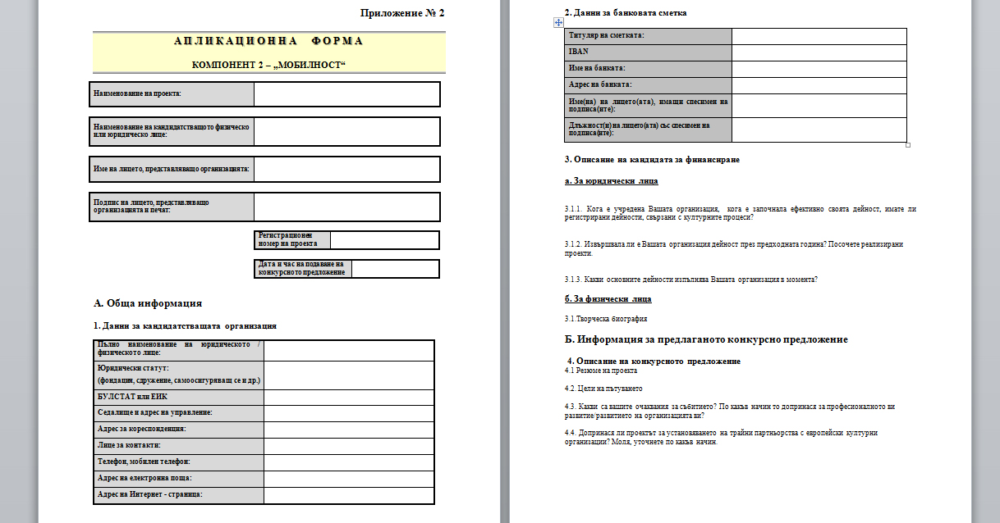 Приложение № 2
АПЛИКАЦИОННА ФОРМА
КОМПОНЕНТ 2 – „МОБИЛНОСТ“
Наименование на проекта:
Наименование на кандидатстващото физическо
или юридическо лице:
Име на лицето, представляващо организацията:
Подпис на лицето, представляващо
организацията и печат:
Регистрационен
номер на проекта
Дата и час на подаване на
конкурсното предложение
А. Обща информация
1. Данни за кандидатстващата организация
Пълно наименование на юридическото /
физическото лице:
Юридически статут:
(фондация, сдружение, самоосигуряващ се и др.)
БУЛСТАТ или ЕИК
Седалище и адрес на управление:
Адрес за кореспонденция:
Лице за контакти:
Телефон, мобилен телефон:
Адрес на електронна поща:
Адрес на Интернет - страница:
2. Данни за банковата сметка
Титуляр на сметката:
IBAN
Име на банката:
Адрес на банката:
Име(на) на лицето(ата), имащи спесимен на
подписа(ите):
Длъжност(и) на лицето(ата) със спесимен на
подписа(ите):
3. Описание на кандидата за финансиране
а. За юридически лица
3.1.1. Кога е учредена Вашата организация, кога е започнала ефективно своята дейност, имате ли
регистрирани дейности, свързани с културните процеси?
3.1.2. Извършвала ли е Вашата организация дейност през предходната година? Посочете реализирани
проекти.
3.1.3. Какви основните дейности изпълнява Вашата организация в момента?
б. За физически лица
3.1.Творческа биография
Б. Информация за предлаганото конкурсно предложение
4. Описание на конкурсното предложение
4.1 Резюме на проекта
4.2. Цели на пътуването
4.3. Какви са вашите очаквания за събитието? По какъв начин то допринася за професионалното ви
развитие/развитието на организацията ви?
4.4. Допринася ли проектът за установяването на трайни партньорства с европейски културни
организации? Моля, уточнете по какъв начин.